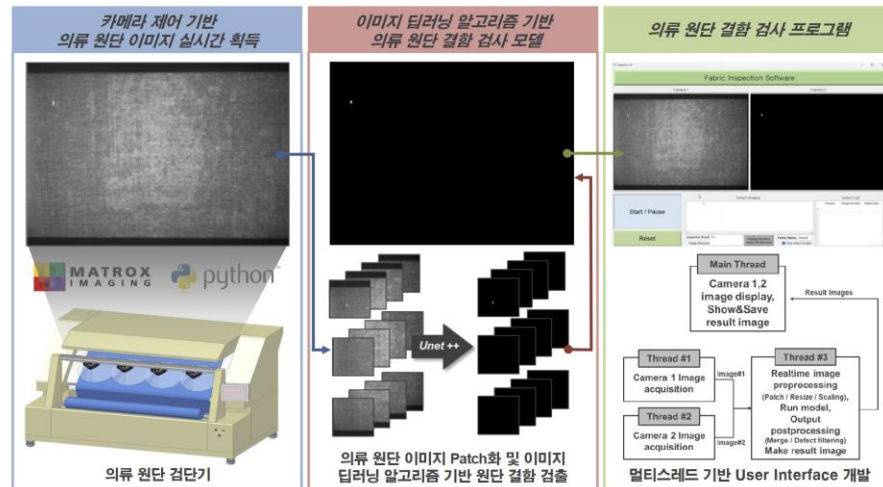 카메라 제어 기반
의류 원단 이미지 실시간 획득
MATROX
IMAGING
python
의류 원단 검단기
이미지 딥러닝 알고리즘 기반
의류 원단 결함 검사 모델
Unet ++
의류 원단 이미지 Patch화 및 이미지
딥러닝 알고리즘 기반 원단 결함 검출
의류 원단 결함 검사 프로그램
Fabric Inspection Software
Camera 1
Start / Pause
Reset
Defect Images
Main Thread
Camera 1,2
image display,
Show&Save
result image
Result Images
Thread #1
Camera 1 Image
acquisition
Image#1
Thread #2
Camera 2 Image
acquisition
Image#2
Thread #3
Realtime image
preprocessing
(Patch / Resize / Scaling),
Run model,
Output
postprocessing
(Merge / Defect filtering)
Make result image
멀티스레드 기반 User Interface 개발